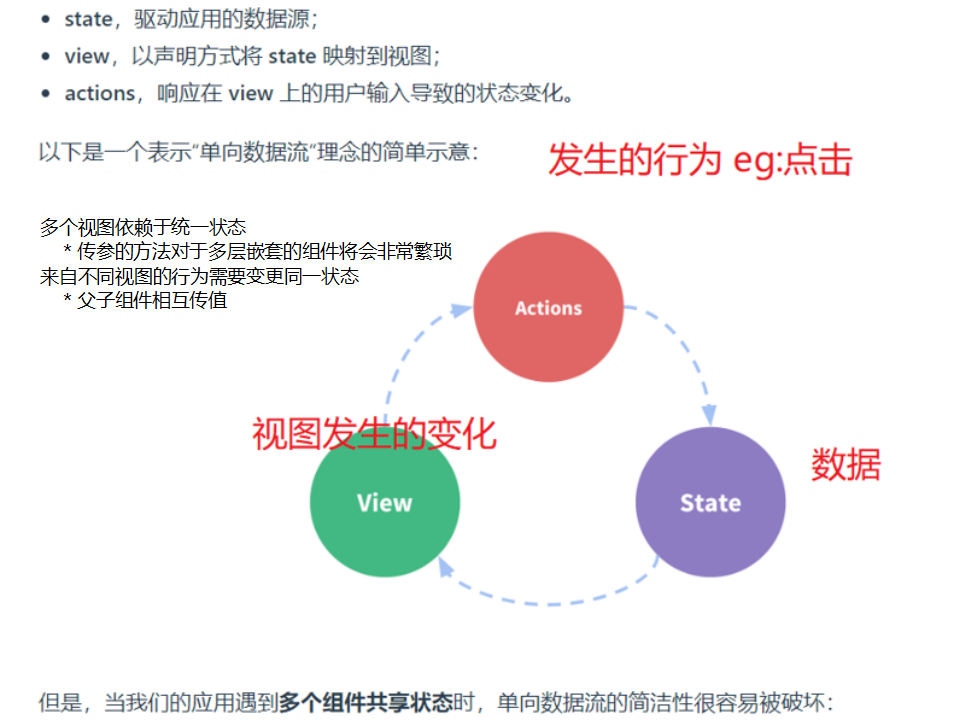 state，驱动应用的数据源；
view，以声明方式将 state 映射到视图；
actions，响应在 view 上的用户输入导致的状态变化。
以下是一个表示“单向数据流”理念的简单示意：
发生的行为 eg:点击
多个视图依赖于统一状态
* 传参的方法对于多层嵌套的组件将会非常繁琐
来自不同视图的行为需要变更同一状态
* 父子组件相互传值
Actions
视图发生的变化
数据
View
State
但是，当我们的应用遇到多个组件共享状态时，单向数据流的简洁性很容易被破坏：